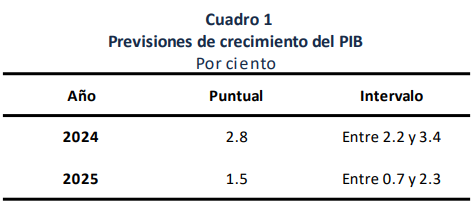 Cuadro 1
Previsiones de crecimiento del PIB
Por ciento
Año Puntual Intervalo
2024 2.8 Entre 2.2 y 3.4
2025 1.5 Entre 0.7 y 2.3